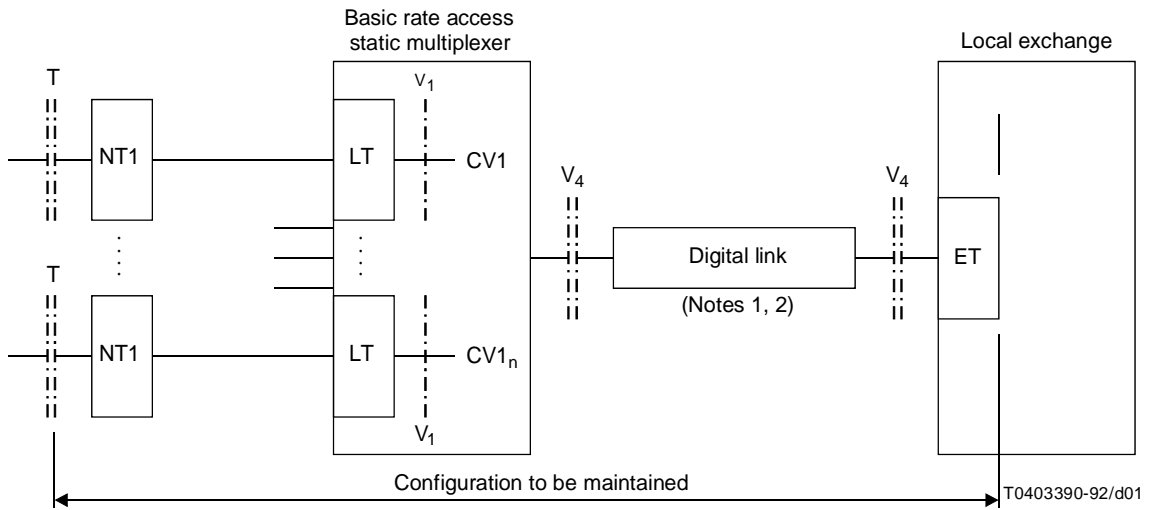 Basic rate access
static multiplexer
Local exchange
T
V1
NT1
LT
CV1
V4
V4
Digital link
ET
(Notes 1, 2)
T
NT1
LT
CV1n
V1
Configuration to be maintained
T0403390-92/d01